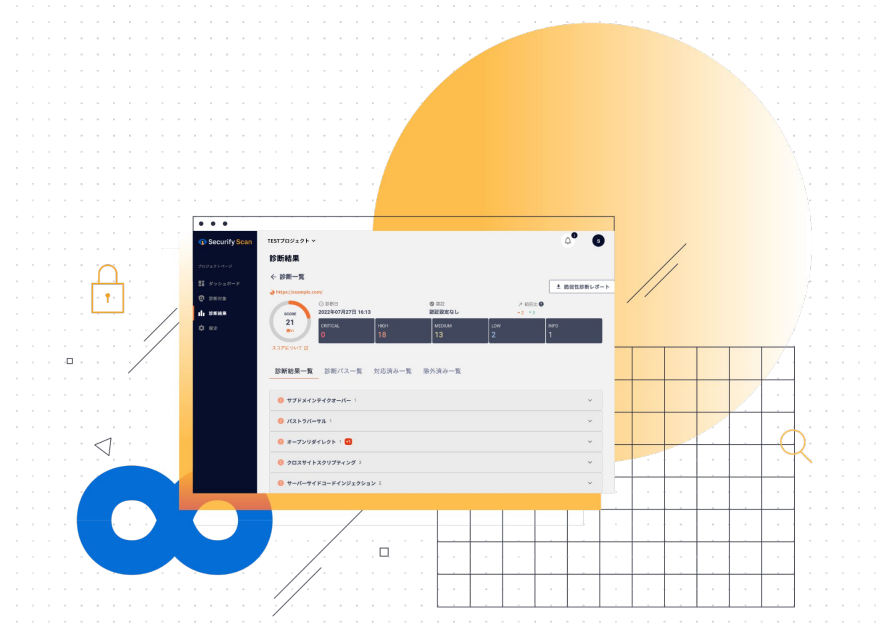 Securify Scan
TESTプロジェクト
診断結果
← 診断一覧
https://example.com/
脆弱性診断レポート
プロジェクトページ
ダッシュボード
診断対象
診断結果
設定
SCORE
21
診断日
2022年07月27日 16:13
認証
認証設定なし
前回比
CRITICAL
0
HIGH
18
MEDIUM
13
LOW
2
INFO
1
スコアについて
診断結果一覧 診断パス一覧 対応済み一覧 除外済み一覧
サブドメインテイクオーバー 1
パストラバーサル 1
オープンリダイレクト 1 +1
クロスサイトスクリプティング
サーバーサイドコードインジェクション
S